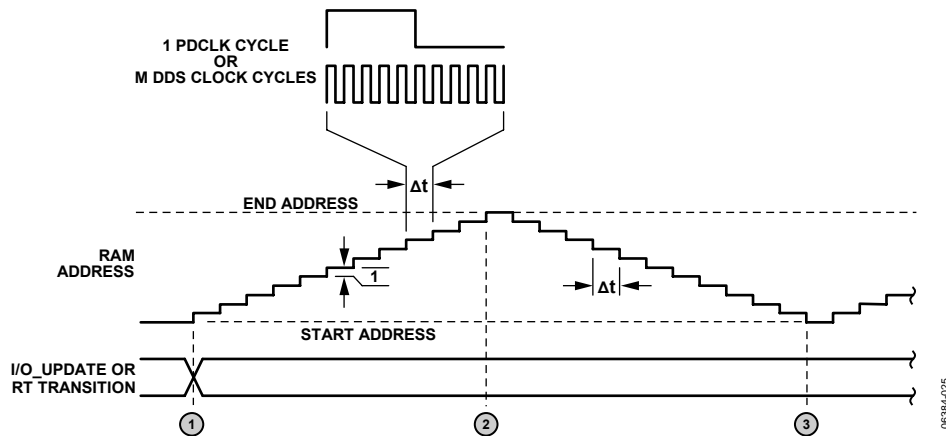 1 PDCLK CYCLE
OR
M DDS CLOCK CYCLES
Δt
END ADDRESS
RAM
ADDRESS
1
Δt
START ADDRESS
I/O_UPDATE OR
RT TRANSITION
1
2
3
06384-025